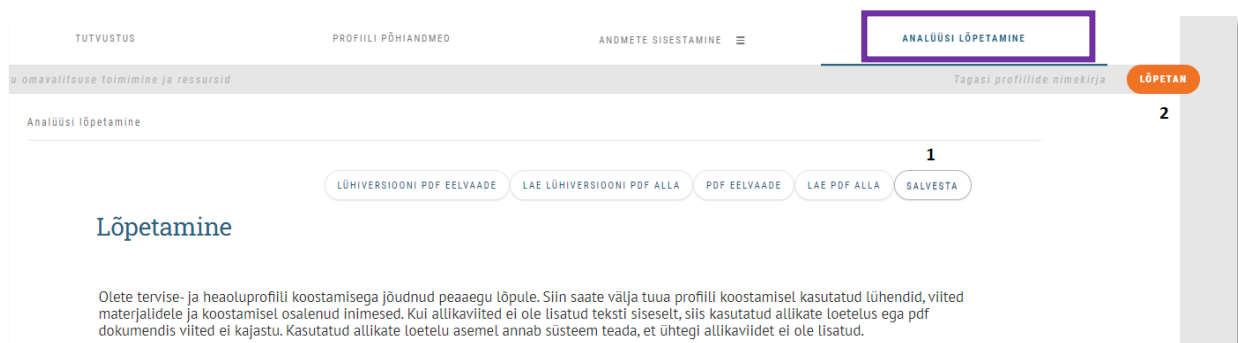 TUTVUSTUS PROFIILI PÕHIANDMED ANDMETE SISESTAMINE ☰ ANALÜÜSI LÕPETAMINE
u omavalitsuse toimimine ja ressursid Tagasi profiilide nimekirja LÕPETAN
2
Analüüsi lõpetamine
1
LÜHIVERSIOONI PDF EELVAADE LAE LÜHIVERSIOONI PDF ALLA PDF EELVAADE LAE PDF ALLA SALVESTA
Lõpetamine
Olete tervise- ja heaoluprofiili koostamisega jõudnud peaaegu lõpule. Siin saate välja tuua profiili koostamisel kasutatud lühendid, viited
materjalidele ja koostamisel osalenud inimesed. Kui allikaviited ei ole lisatud teksti siseselt, siis kasutatud allikate loetelus ega pdf
dokumendis viited ei kajastu. Kasutatud allikate loetelu asemel annab süsteem teada, et ühtegi allikaviidet ei ole lisatud.